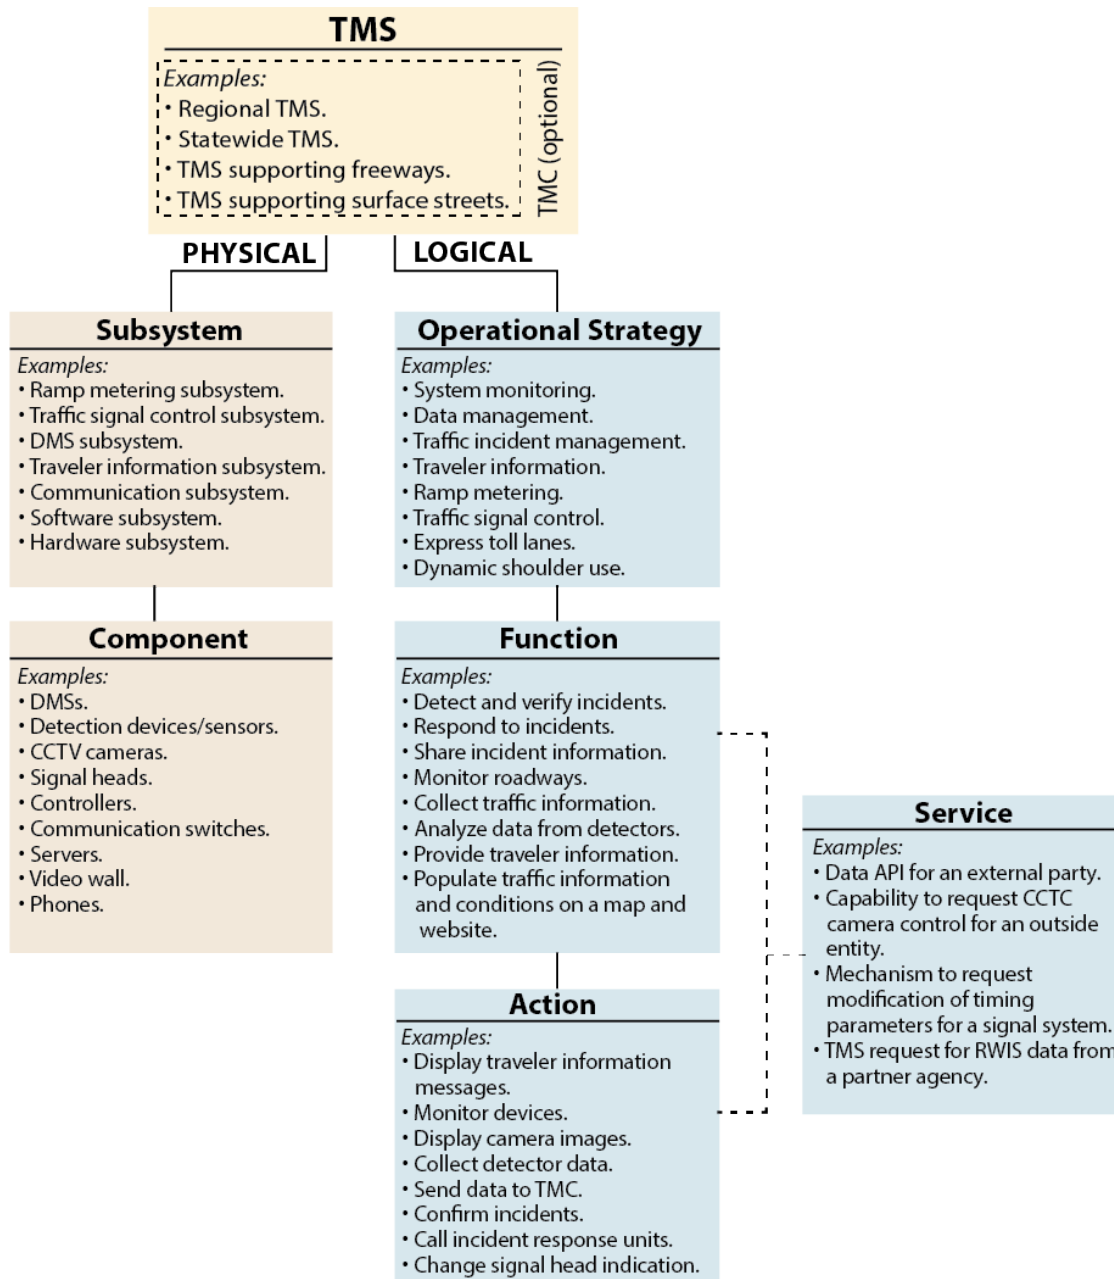 TMS
Examples:
• Regional TMS.
• Statewide TMS.
• TMS supporting freeways.
• TMS supporting surface streets.
TMC (optional)
PHYSICAL
LOGICAL
Subsystem
Examples:
• Ramp metering subsystem.
• Traffic signal control subsystem.
• DMS subsystem.
• Traveler information subsystem.
• Communication subsystem.
• Software subsystem.
• Hardware subsystem.
Operational Strategy
Examples:
• System monitoring.
• Data management.
• Traffic incident management.
• Traveler information.
• Ramp metering.
• Traffic signal control.
• Express toll lanes.
• Dynamic shoulder use.
Component
Examples:
• DMSs.
• Detection devices/sensors.
• CCTV cameras.
• Signal heads.
• Controllers.
• Communication switches.
• Servers.
• Video wall.
• Phones.
Function
Examples:
• Detect and verify incidents.
• Respond to incidents.
• Share incident information.
• Monitor roadways.
• Collect traffic information.
• Analyze data from detectors.
• Provide traveler information.
• Populate traffic information
and conditions on a map and
website.
Service
Examples:
• Data API for an external party.
• Capability to request CCTC
camera control for an outside
entity.
• Mechanism to request
modification of timing
parameters for a signal system.
• TMS request for RWIS data from
a partner agency.
Action
Examples:
• Display traveler information
messages.
• Monitor devices.
• Display camera images.
• Collect detector data.
• Send data to TMC.
• Confirm incidents.
• Call incident response units.
• Change signal head indication.